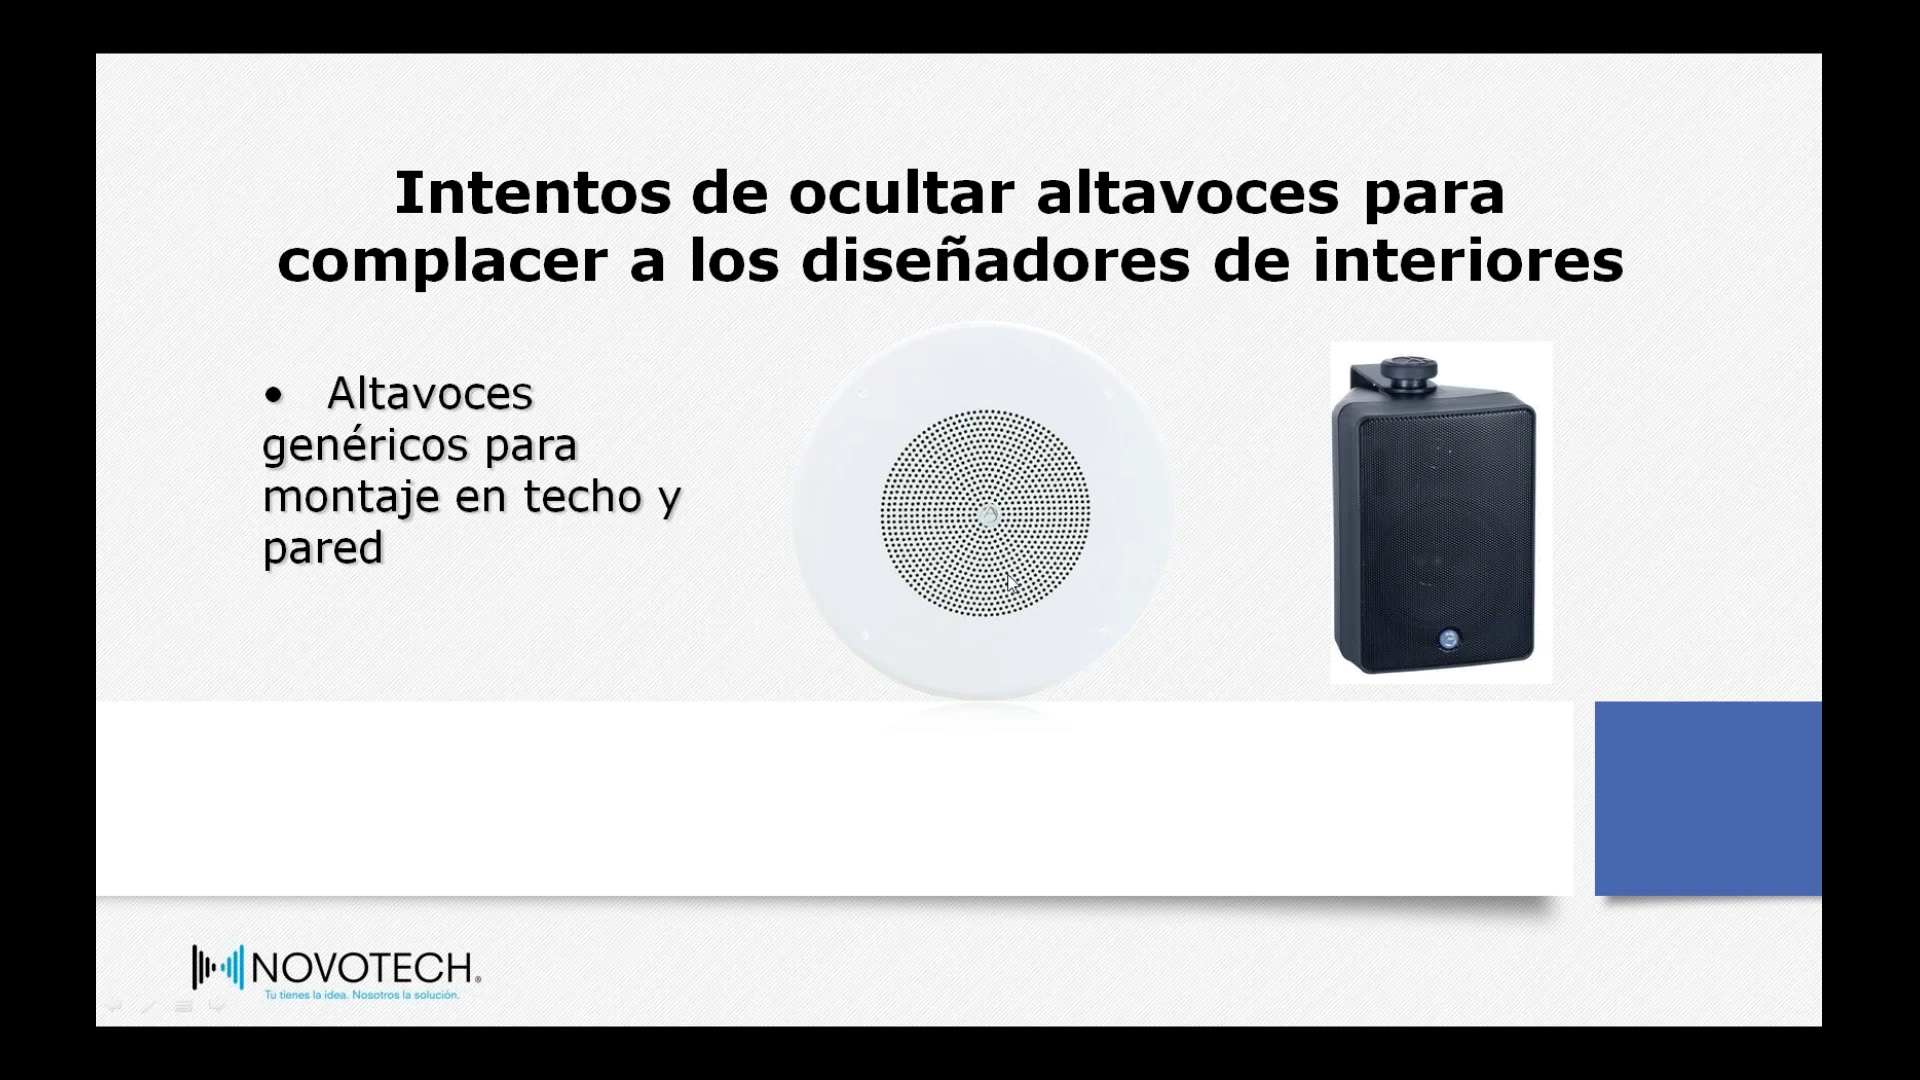 Intentos de ocultar altavoces para
complacer a los diseñadores de interiores
• Altavoces
genéricos para
montaje en techo y
pared
NOVOTECH®
Tu tienes la idea. Nosotros la solución.